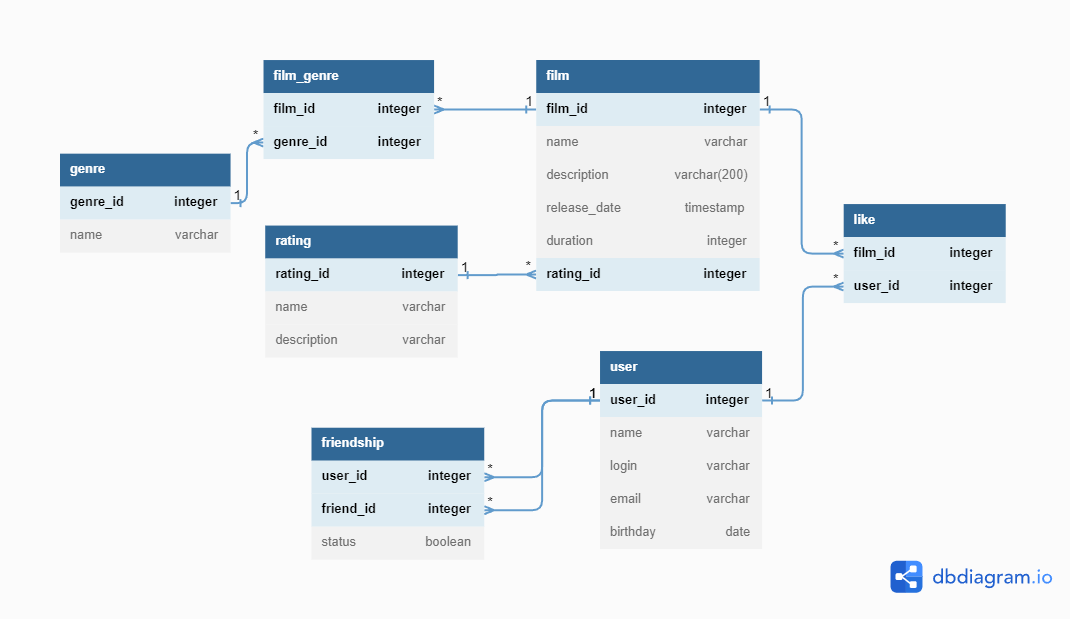 film_genre
film_id integer
genre_id integer
* 1
*
film
film_id integer
name varchar
description varchar(200)
release_date timestamp
duration integer
rating_id integer
1
genre
genre_id integer
name varchar
1
rating
rating_id integer
name varchar
description varchar
1 *
like
film_id integer
user_id integer
*
*
user
user_id integer
name varchar
login varchar
email varchar
birthday date
1 1
friendship
user_id integer
friend_id integer
status boolean
*
*
dbdiagram.io